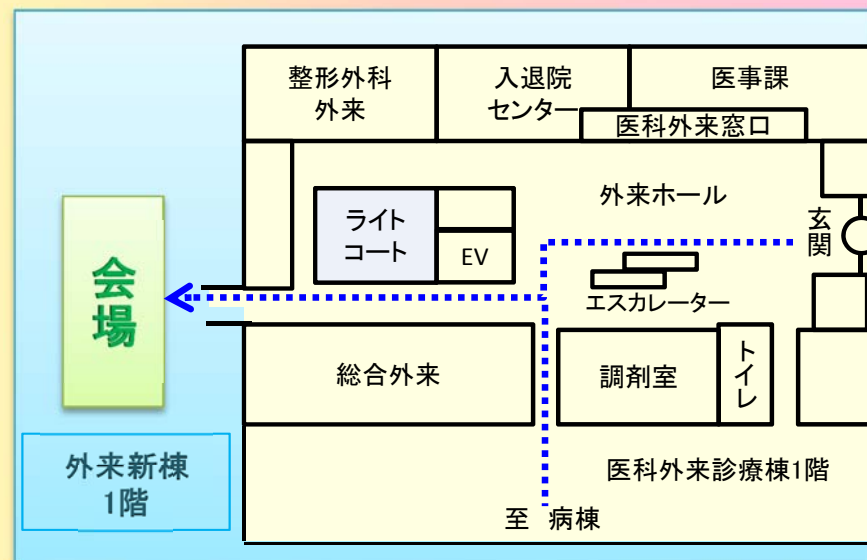 整形外科
外来
入退院
センター
医事課
医科外来窓口
外来ホール
玄関
ライト
コート
EV
エスカレーター
会場
総合外来
調剤室
トイレ
外来新棟
1階
医科外来診療棟1階
至 病棟